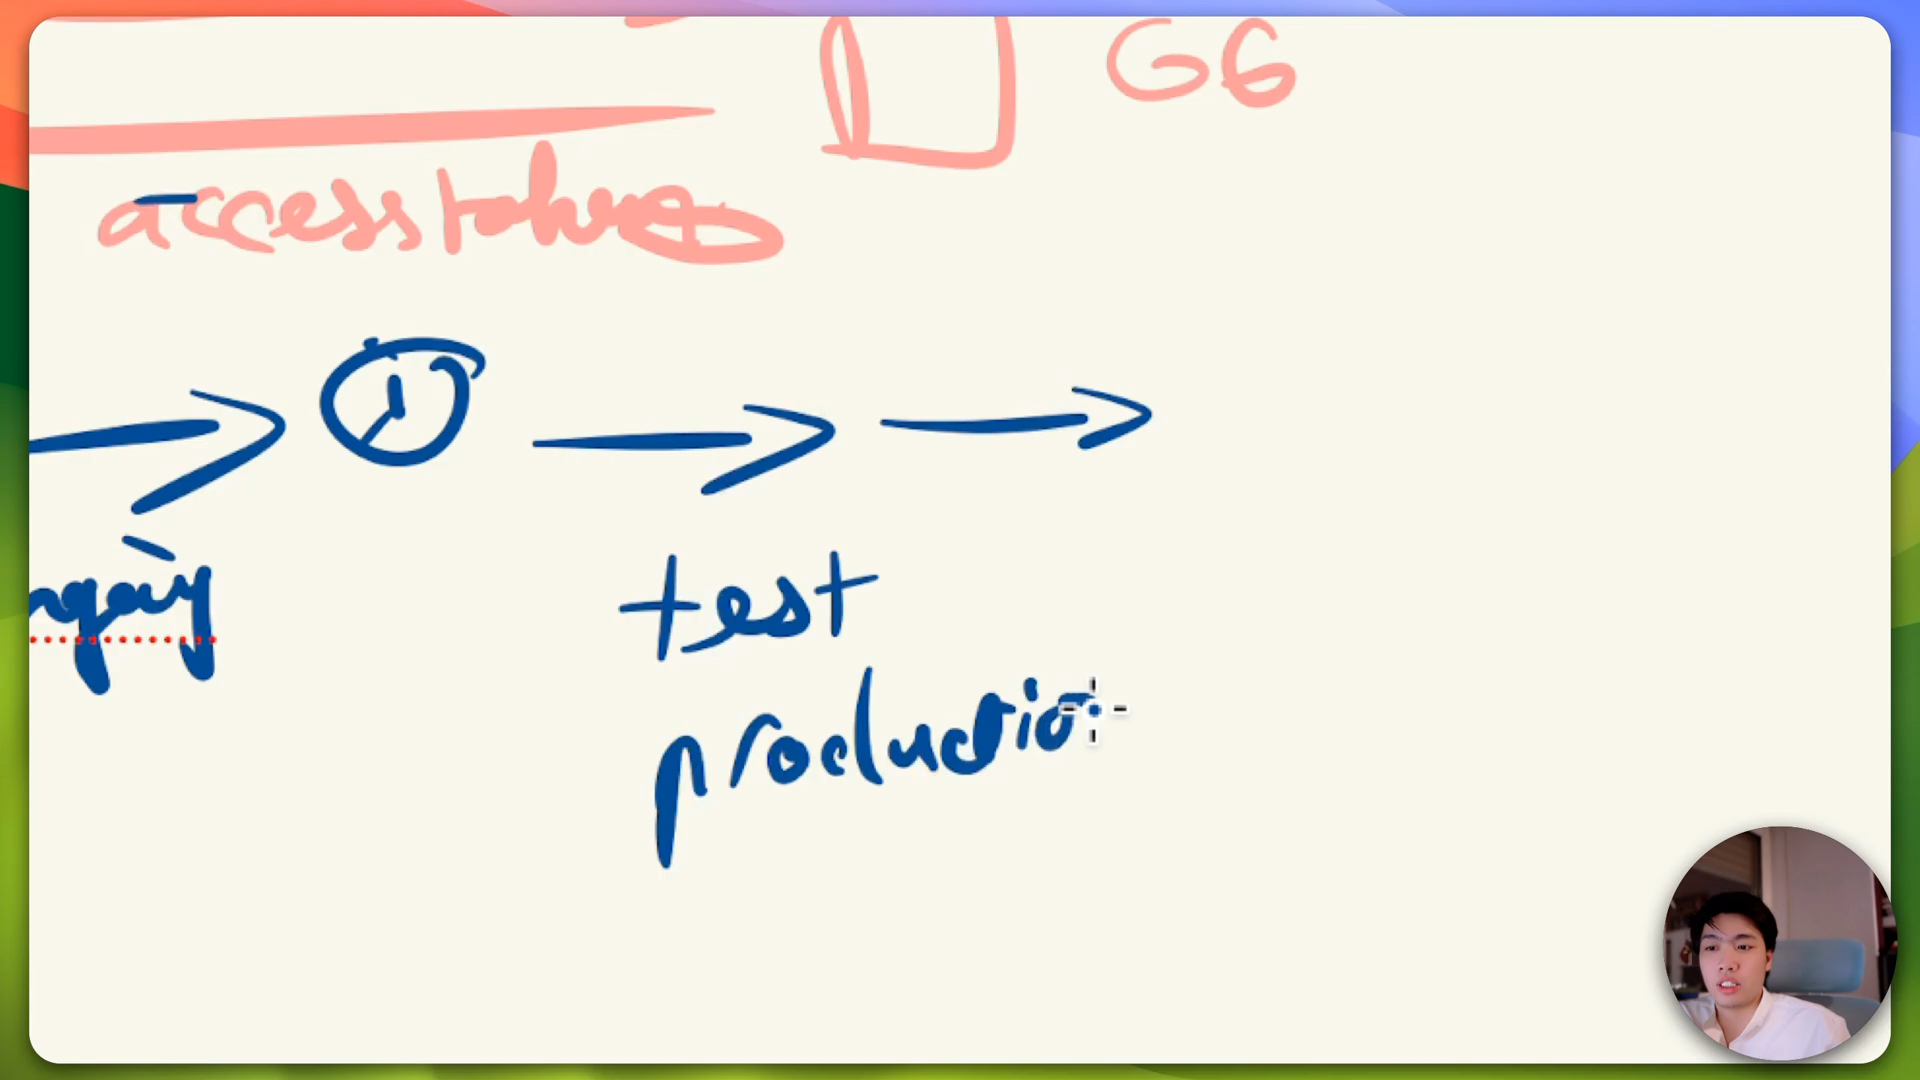 GG
access token
ngày
test
productio